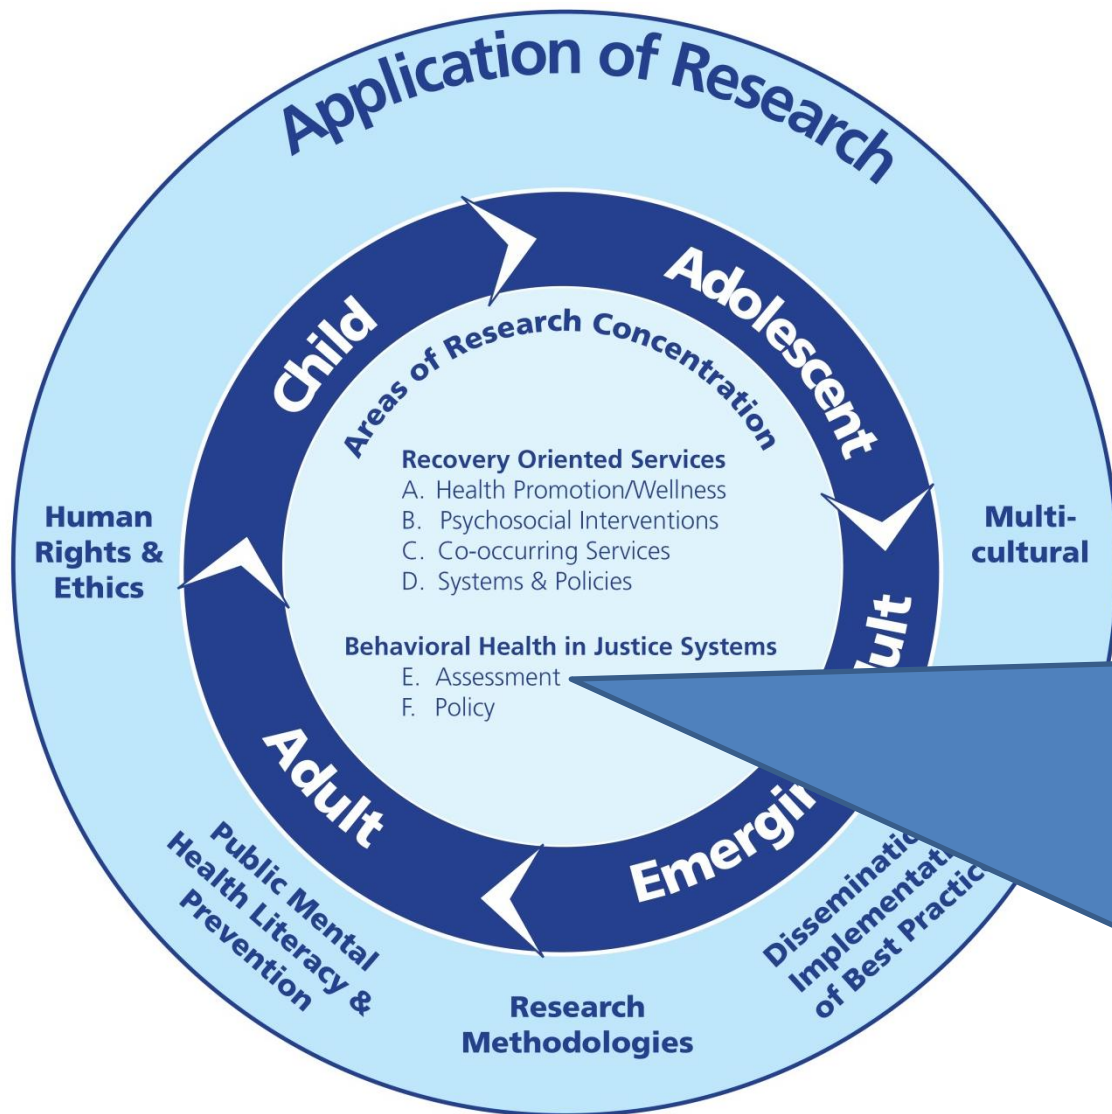 Application of Research
Child
Adolescent
Areas of Research Concentration
Recovery Oriented Services
A. Health Promotion/Wellness
B. Psychosocial Interventions
C. Co-occurring Services
D. Systems & Policies
Behavioral Health in Justice Systems
E. Assessment
F. Policy
Human
Rights &
Ethics
Multi-
cultural
Adult
Public Mental
Health Literacy &
Prevention
Research
Methodologies
of Best